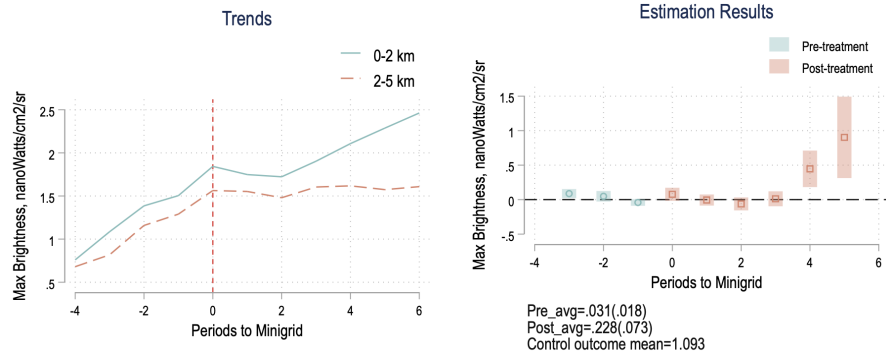 Trends
0-2 km
2-5 km
Max Brightness, nanoWatts/cm2/sr
2.5
2
1.5
1
.5
-4 -2 0 2 4 6
Periods to Minigrid
Estimation Results
Pre-treatment
Post-treatment
Max Brightness, nanoWatts/cm2/sr
1.5
1
.5
0
-.5
-4 -2 0 2 4 6
Periods to Minigrid
Pre_avg=.031(.018)
Post_avg=.228(.073)
Control outcome mean=1.093